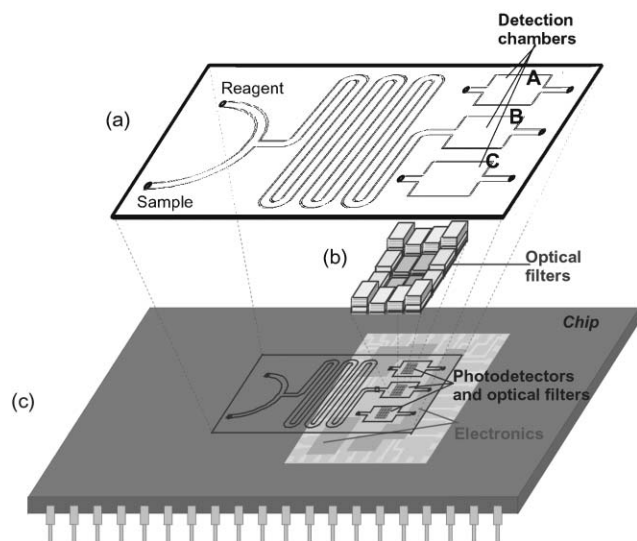 Detection
chambers
A
(a)
Reagent
B
C
Sample
(b)
Optical
filters
Chip
(c)
Photodetectors
and optical filters
Electronics